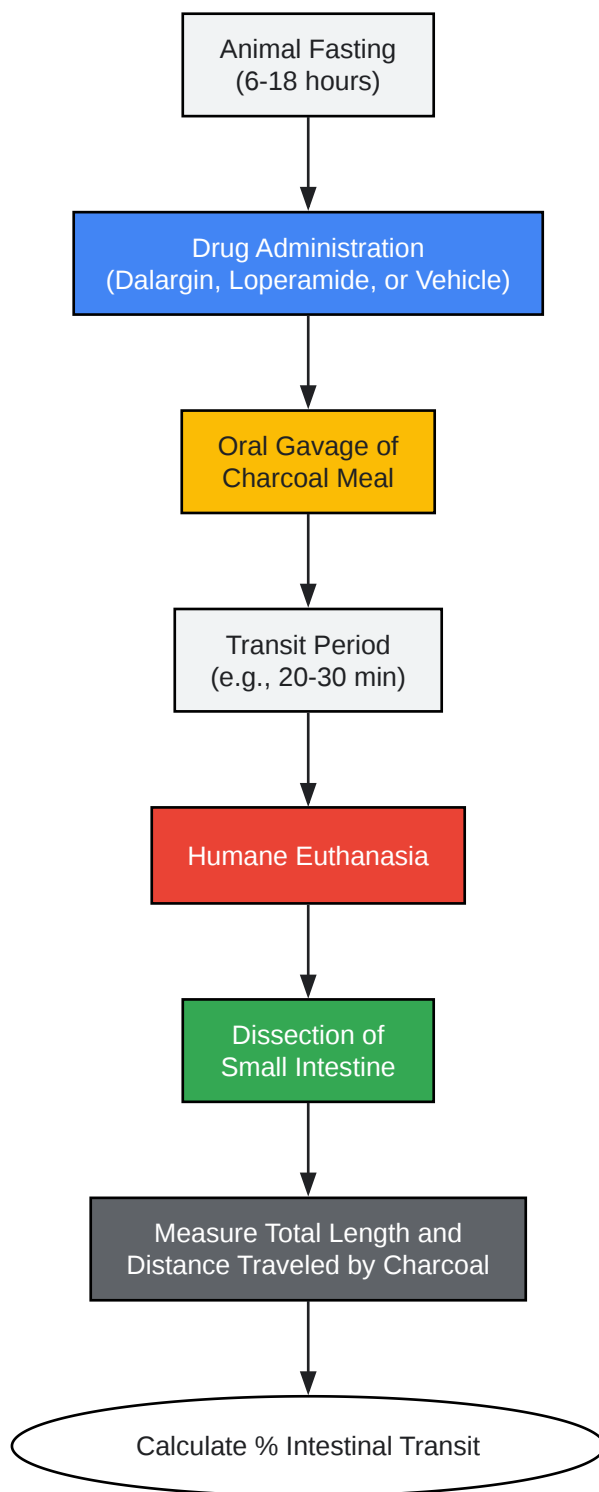 Animal Fasting
(6-18 hours)
Drug Administration
(Dalargin, Loperamide, or Vehicle)
Oral Gavage of
Charcoal Meal
Transit Period
(e.g., 20-30 min)
Humane Euthanasia
Dissection of
Small Intestine
Measure Total Length and
Distance Traveled by Charcoal
Calculate % Intestinal Transit